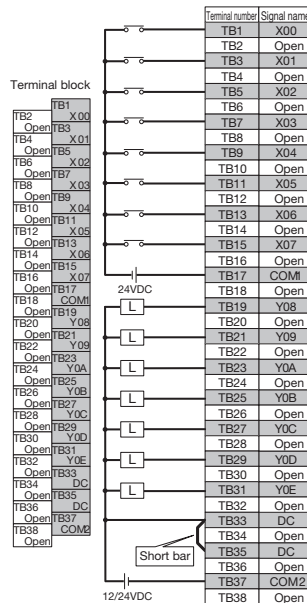 Terminal block
TB1
X00
TB2
Open
TB3
X01
TB4
Open
TB5
X02
TB6
Open
TB7
X03
TB8
Open
TB9
X04
TB10
Open
TB11
X05
TB12
Open
TB13
X06
TB14
Open
TB15
X07
TB16
Open
TB17
COM1
TB18
Open
TB19
Y08
TB20
Open
TB21
Y09
TB22
Open
TB23
Y0A
TB24
Open
TB25
Y0B
TB26
Open
TB27
Y0C
TB28
Open
TB29
Y0D
TB30
Open
TB31
Y0E
TB32
Open
TB33
DC
TB34
Open
TB35
DC
TB36
Open
TB37
COM2
TB38
Open
24VDC
L
L
L
L
L
L
L
Short bar
12/24VDC
Terminal number Signal name
TB1 X00
TB2 Open
TB3 X01
TB4 Open
TB5 X02
TB6 Open
TB7 X03
TB8 Open
TB9 X04
TB10 Open
TB11 X05
TB12 Open
TB13 X06
TB14 Open
TB15 X07
TB16 Open
TB17 COM1
TB18 Open
TB19 Y08
TB20 Open
TB21 Y09
TB22 Open
TB23 Y0A
TB24 Open
TB25 Y0B
TB26 Open
TB27 Y0C
TB28 Open
TB29 Y0D
TB30 Open
TB31 Y0E
TB32 Open
TB33 DC
TB34 Open
TB35 DC
TB36 Open
TB37 COM2
TB38 Open